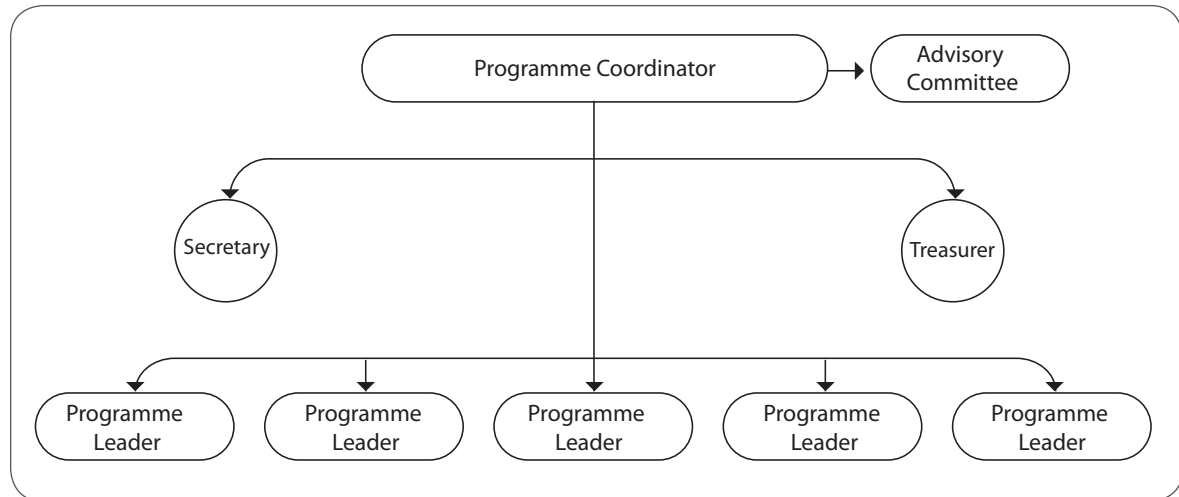 Programme Coordinator
Advisory
Committee
Secretary
Treasurer
Programme
Leader
Programme
Leader
Programme
Leader
Programme
Leader
Programme
Leader